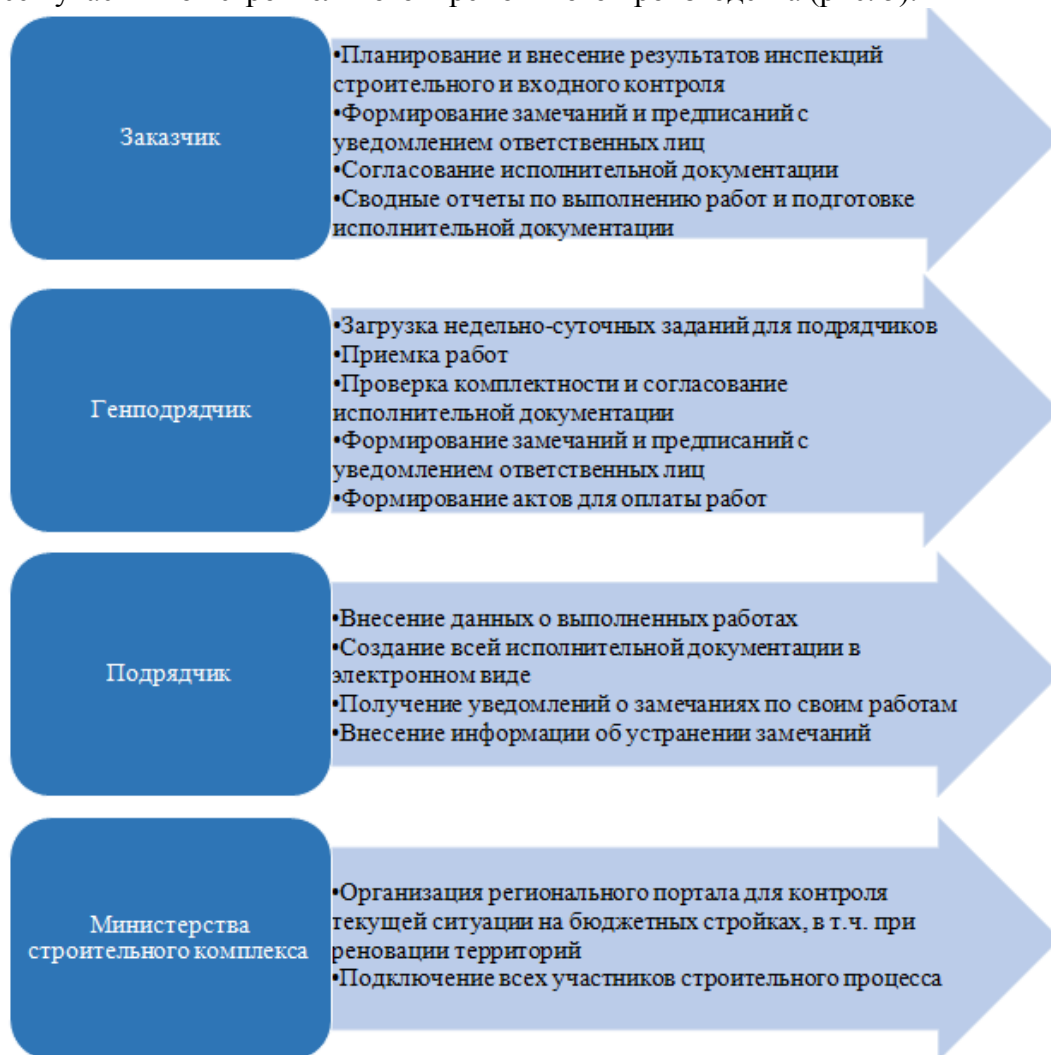 Заказчик
•Планирование и внесение результатов инспекций
строительного и входного контроля
•Формирование замечаний и предписаний с
уведомлением ответственных лиц
•Согласование исполнительной документации
•Сводные отчеты по выполнению работ и подготовке
исполнительной документации
Генподрядчик
•Загрузка недельно-суточных заданий для подрядчиков
•Приемка работ
•Проверка комплектности и согласование
исполнительной документации
•Формирование замечаний и предписаний с
уведомлением ответственных лиц
•Формирование актов для оплаты работ
Подрядчик
•Внесение данных о выполненных работах
•Создание всей исполнительной документации в
электронном виде
•Получение уведомлений о замечаниях по своим работам
•Внесение информации об устранении замечаний
Министерства
строительного комплекса
•Организация регионального портала для контроля
текущей ситуации на бюджетных стройках, в т.ч. при
реновации территорий
•Подключение всех участников строительного процесса